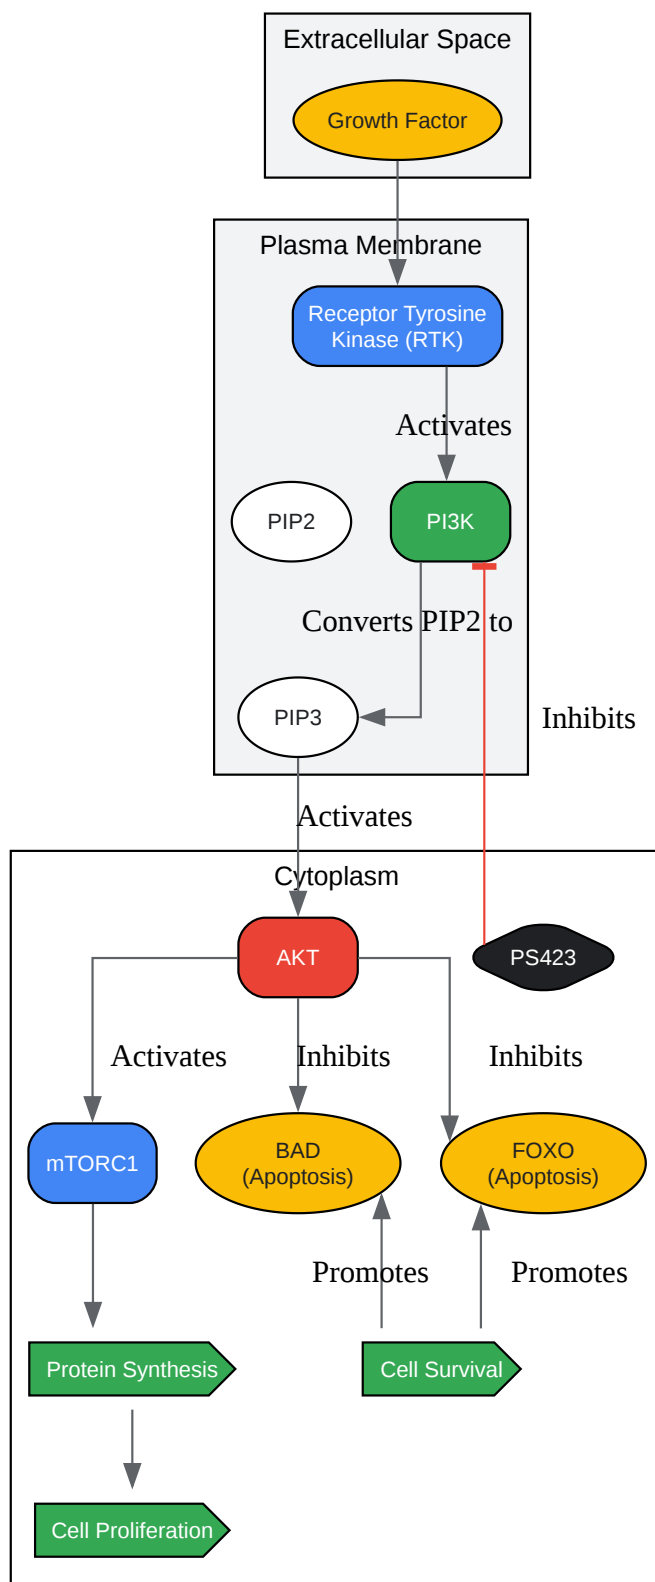 Extracellular Space
Growth Factor
Plasma Membrane
Receptor Tyrosine
Kinase (RTK)
Activates
PIP2
PI3K
Converts PIP2 to
PIP3
Inhibits
Activates
Cytoplasm
AKT
PS423
Activates
Inhibits
Inhibits
mTORC1
BAD
(Apoptosis)
FOXO
(Apoptosis)
Promotes
Promotes
Protein Synthesis
Cell Survival
Cell Proliferation